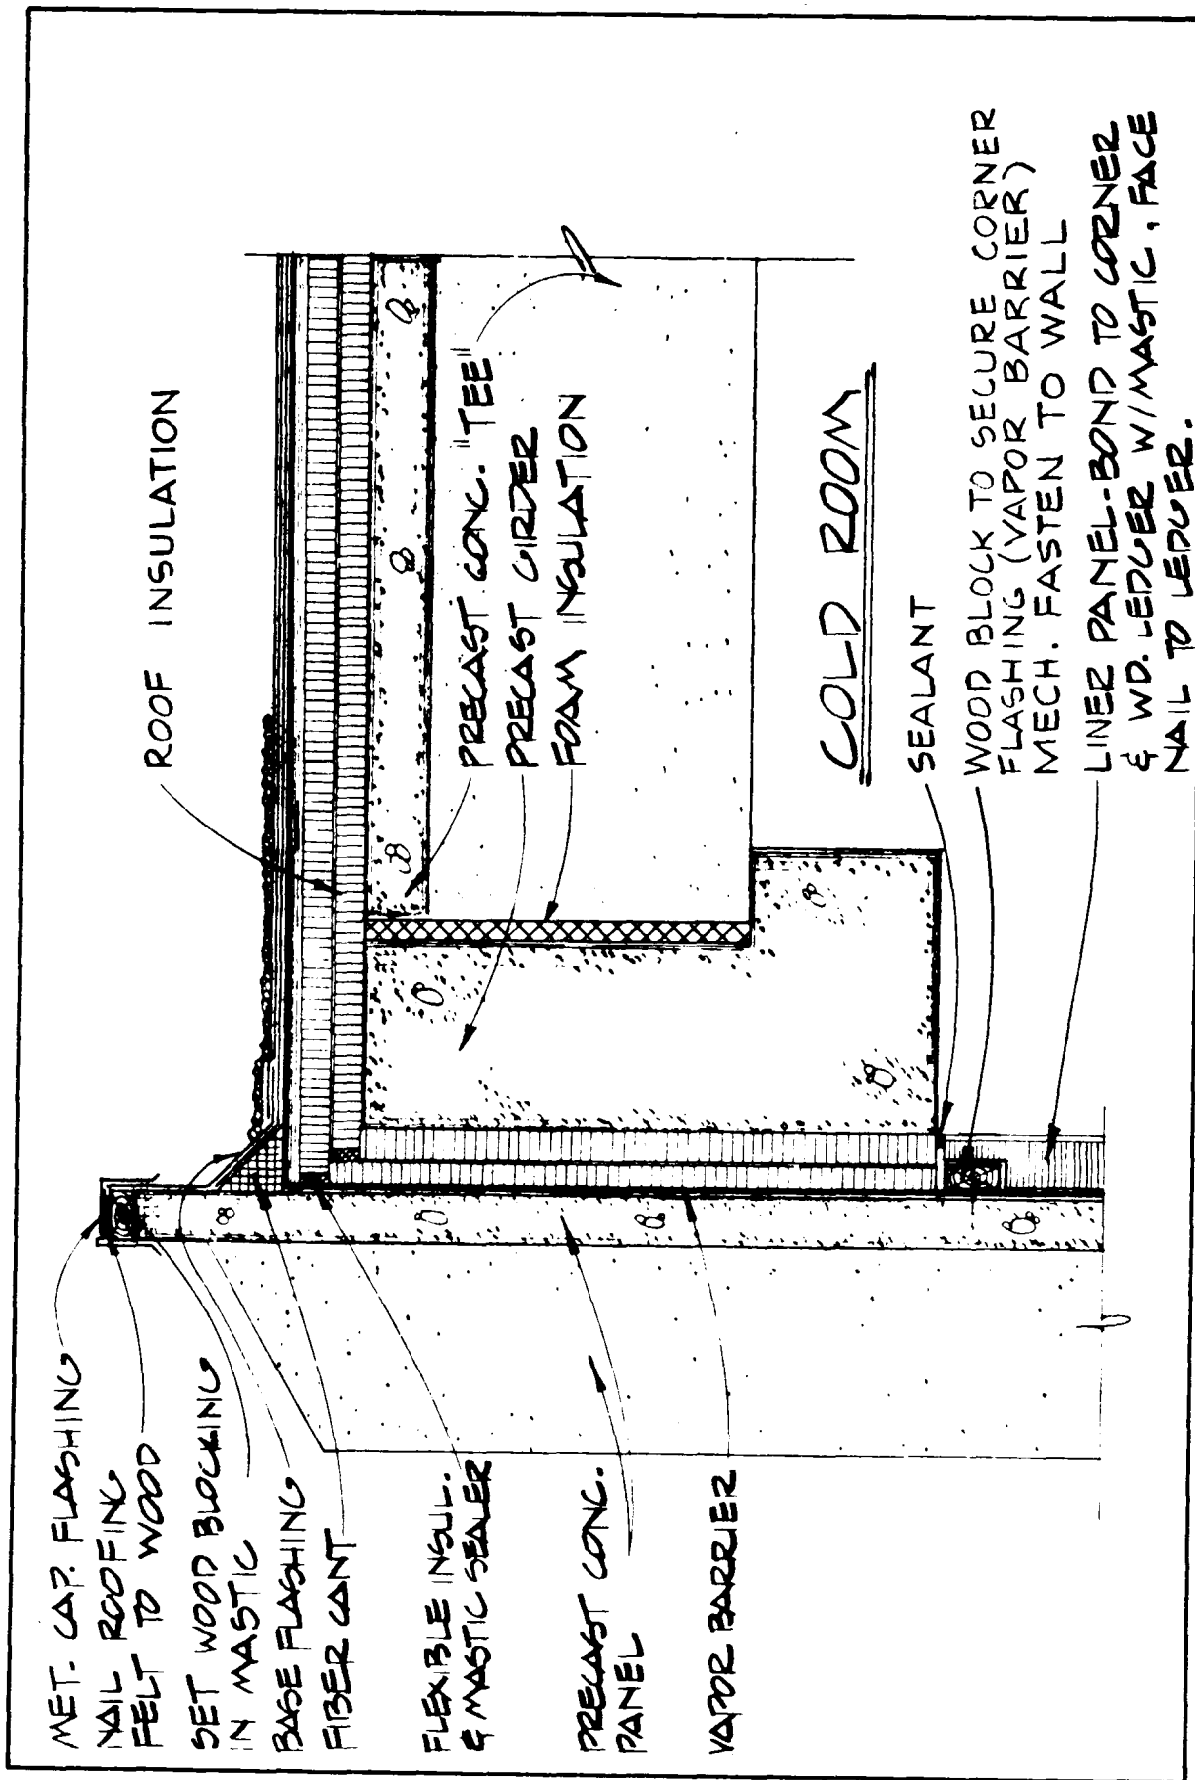 MET. CAP. FLASHING
NAIL ROOFING
FELT TO WOOD
SET WOOD BLOCKING
IN MASTIC
BASE FLASHING
FIBER CANT
FLEXIBLE INSUL.
& MASTIC SEALER
PRECAST CONC.
PANEL
VAPOR BARRIER
ROOF INSULATION
PRECAST CONC. "TEE"
PRECAST GIRDER
FOAM INSULATION
COLD ROOM
SEALANT
WOOD BLOCK TO SECURE CORNER
FLASHING (VAPOR BARRIER)
MECH. FASTEN TO WALL
LINER PANEL-BOND TO CORNER
& WD. LEDGER W/MASTIC, FACE
NAIL TO LEDGER.